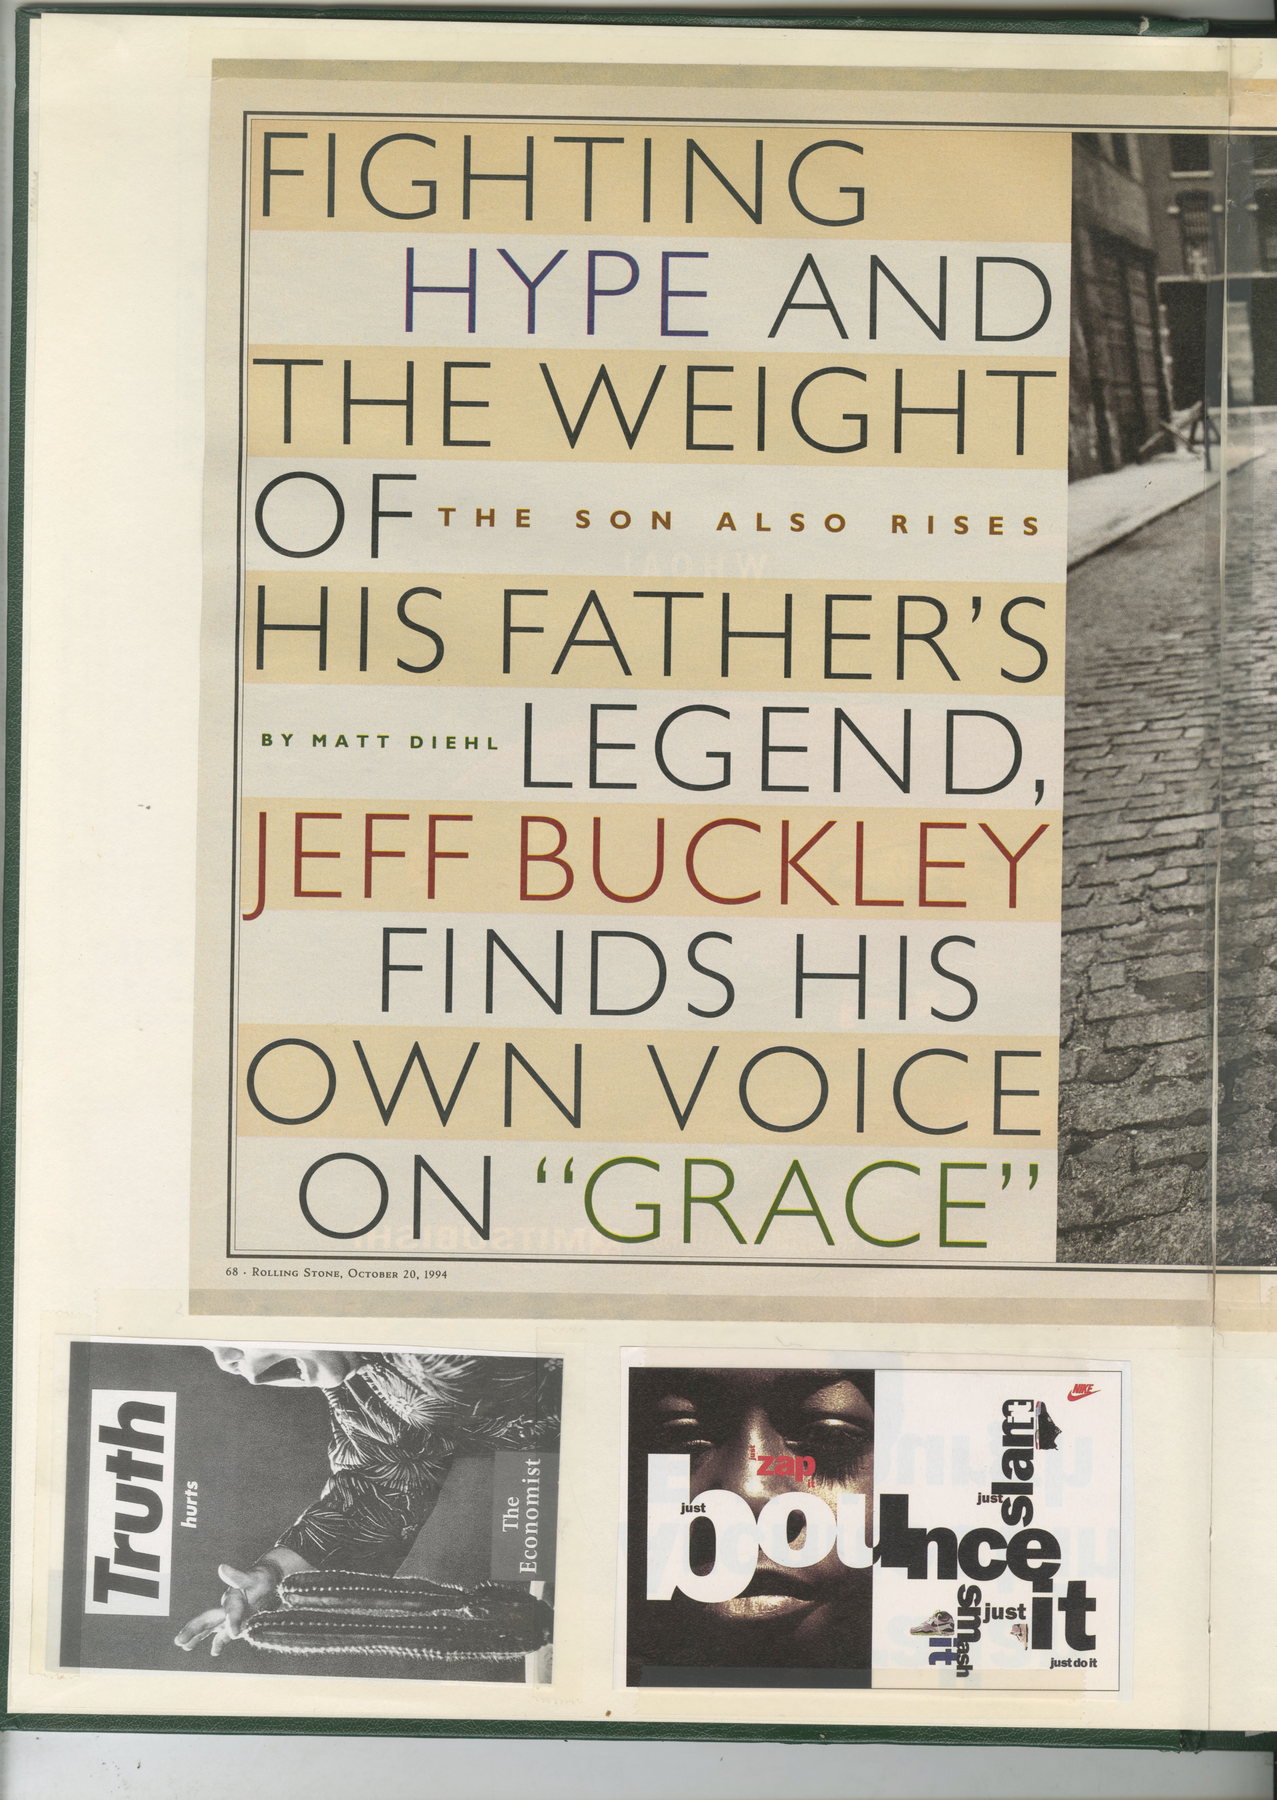 FIGHTING
HYPE AND
THE WEIGHT
OF THE SON ALSO RISES
HIS FATHER'S
BY MATT DIEHL LEGEND,
JEFF BUCKLEY
FINDS HIS
OWN VOICE
ON “GRACE”
68 · ROLLING STONE, OCTOBER 20, 1994
Truth
hurts
The
Economist
NIKE
just
zap
it
just
bounce
it
just
slam
it
just
smash
it
just do it